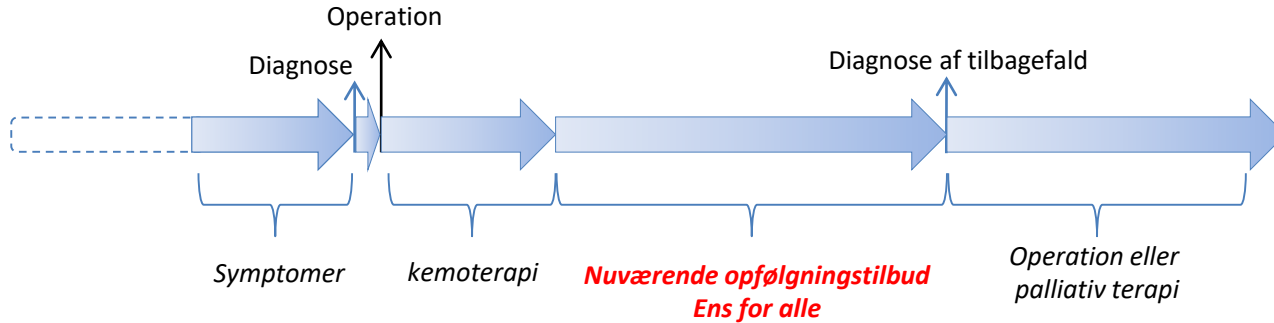 Operation
Diagnose
Diagnose af tilbagefald
Symptomer
kemoterapi
Nuværende opfølgningstilbud
Ens for alle
Operation eller
palliativ terapi